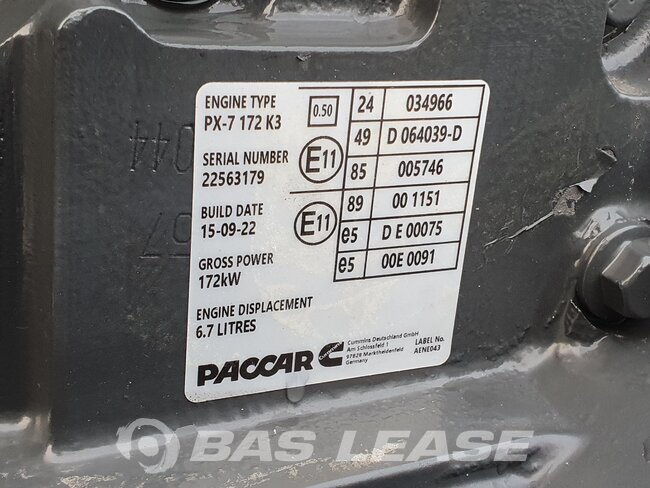 ENGINE TYPE
PX-7 172 K3
SERIAL NUMBER
22563179
BUILD DATE
15-09-22
GROSS POWER
172kW
ENGINE DISPLACEMENT
6.7 LITRES
0.50
E11
E11
24 034966
49 D 064039-D
85 005746
89 00 1151
e5 D E 00075
e5 00E 0091
PACCAR
Cummins Deutschland GmbH
Am Schlossfeld 1
97828 Marktheidenfeld
Germany
LABEL No.
AENE043
BAS LEASE